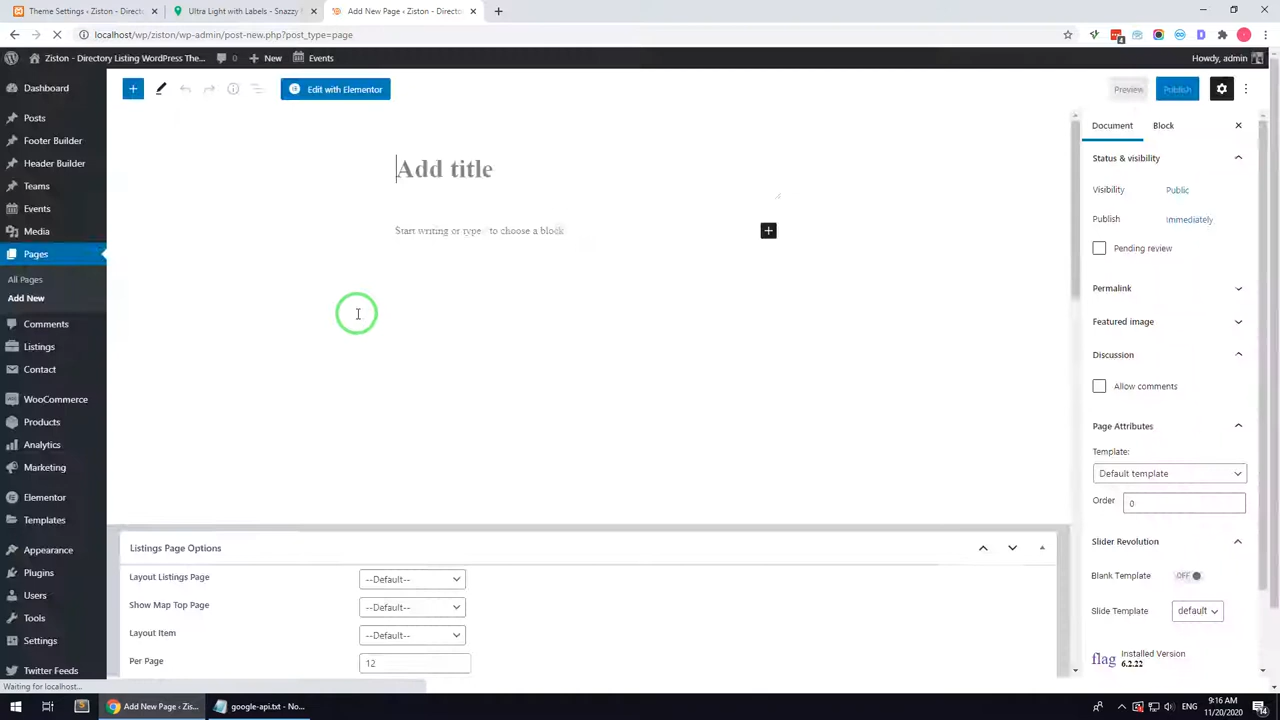 Theme Settings ‹ Ziston - Directo
Ultra Light with Labels - Snazzy
Add New Page ‹ Ziston - Director
localhost/wp/ziston/wp-admin/post-new.php?post_type=page
Ziston - Directory Listing WordPress The...
0
New
Events
Howdy, admin
Dashboard
Posts
Footer Builder
Header Builder
Teams
Events
Media
Pages
All Pages
Add New
Comments
Listings
Contact
WooCommerce
Products
Analytics
Marketing
Elementor
Templates
Appearance
Plugins
Users
Tools
Settings
Twitter Feeds
Edit with Elementor
Preview
Publish
Add title
Start writing or type / to choose a block
Document
Block
Status & visibility
Visibility
Public
Publish
Immediately
Pending review
Permalink
Featured image
Discussion
Allow comments
Page Attributes
Template:
Default template
Order
0
Slider Revolution
Blank Template
OFF
Slide Template
default
flag
Installed Version
6.2.22
Listings Page Options
Layout Listings Page
--Default--
Show Map Top Page
--Default--
Layout Item
--Default--
Per Page
12
Waiting for localhost...
Add New Page ‹ Zis...
google-api.txt - No...
ENG
9:16 AM
11/20/2020
14